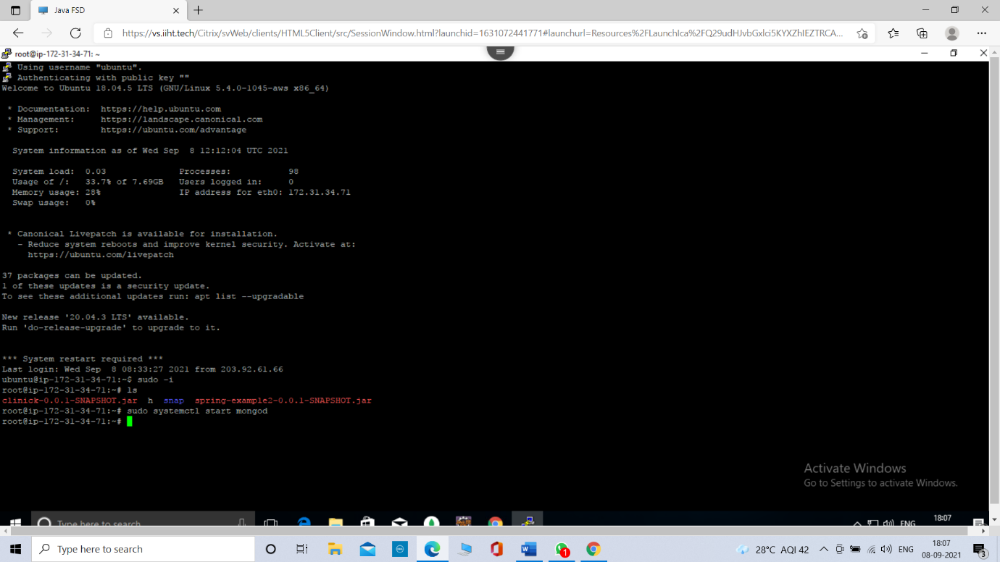 Java FSD
https://vs.iiht.tech/Citrix/svWeb/clients/HTML5Client/src/SessionWindow.html?launchid=1631072441771#launchurl=Resources%2FLaunchIca%2FQ29udHJvbGxlci5KYXZhIEZTRCA...
root@ip-172-31-34-71: ~
Using username "ubuntu".
Authenticating with public key ""
Welcome to Ubuntu 18.04.5 LTS (GNU/Linux 5.4.0-1045-aws x86_64)
* Documentation: https://help.ubuntu.com
* Management: https://landscape.canonical.com
* Support: https://ubuntu.com/advantage
System information as of Wed Sep 8 12:12:04 UTC 2021
System load: 0.03 Processes: 98
Usage of /: 33.7% of 7.69GB Users logged in: 0
Memory usage: 28% IP address for eth0: 172.31.34.71
Swap usage: 0%
* Canonical Livepatch is available for installation.
- Reduce system reboots and improve kernel security. Activate at:
https://ubuntu.com/livepatch
37 packages can be updated.
1 of these updates is a security update.
To see these additional updates run: apt list --upgradable
New release '20.04.3 LTS' available.
Run 'do-release-upgrade' to upgrade to it.
*** System restart required ***
Last login: Wed Sep 8 08:33:27 2021 from 203.92.61.66
ubuntu@ip-172-31-34-71:~$ sudo -i
root@ip-172-31-34-71:~# ls
clinick-0.0.1-SNAPSHOT.jar h snap spring-example2-0.0.1-SNAPSHOT.jar
root@ip-172-31-34-71:~# sudo systemctl start mongod
root@ip-172-31-34-71:~#
Activate Windows
Go to Settings to activate Windows.
Type here to search ENG 18:07
Type here to search 1 28°C AQI 42 ENG 18:07
08-09-2021 3